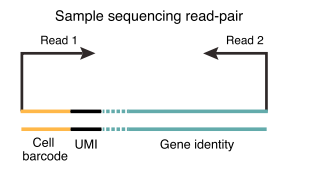 Sample sequencing read-pair
Read 1
Read 2
Cell
barcode
UMI
Gene identity